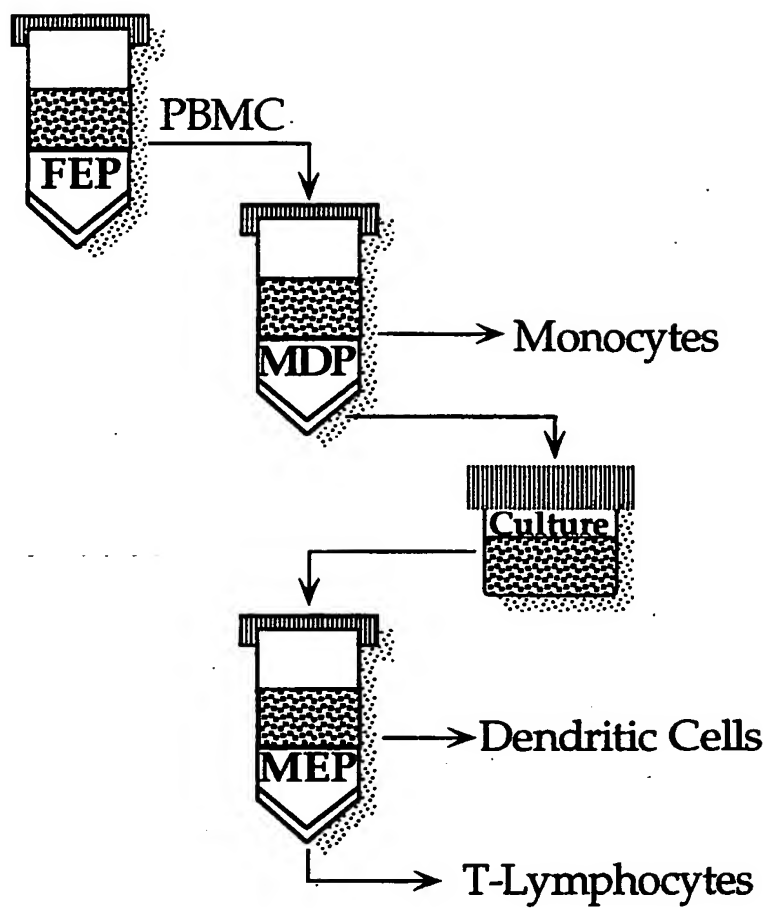 PBMC
FEP
MDP
Monocytes
Culture
MEP
Dendritic Cells
T-Lymphocytes